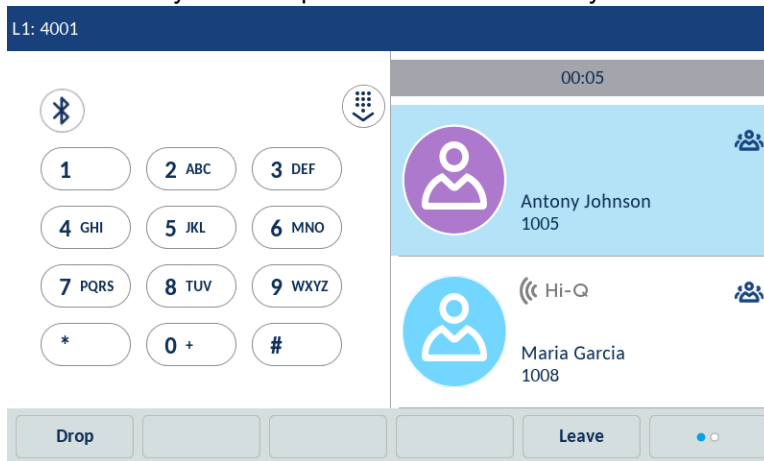 L1: 4001
00:05
Antony Johnson
1005
1
2 ABC
3 DEF
4 GHI
5 JKL
6 MNO
7 PQRS
8 TUV
9 WXYZ
*
0 +
#
Hi-Q
Maria Garcia
1008
Drop
Leave